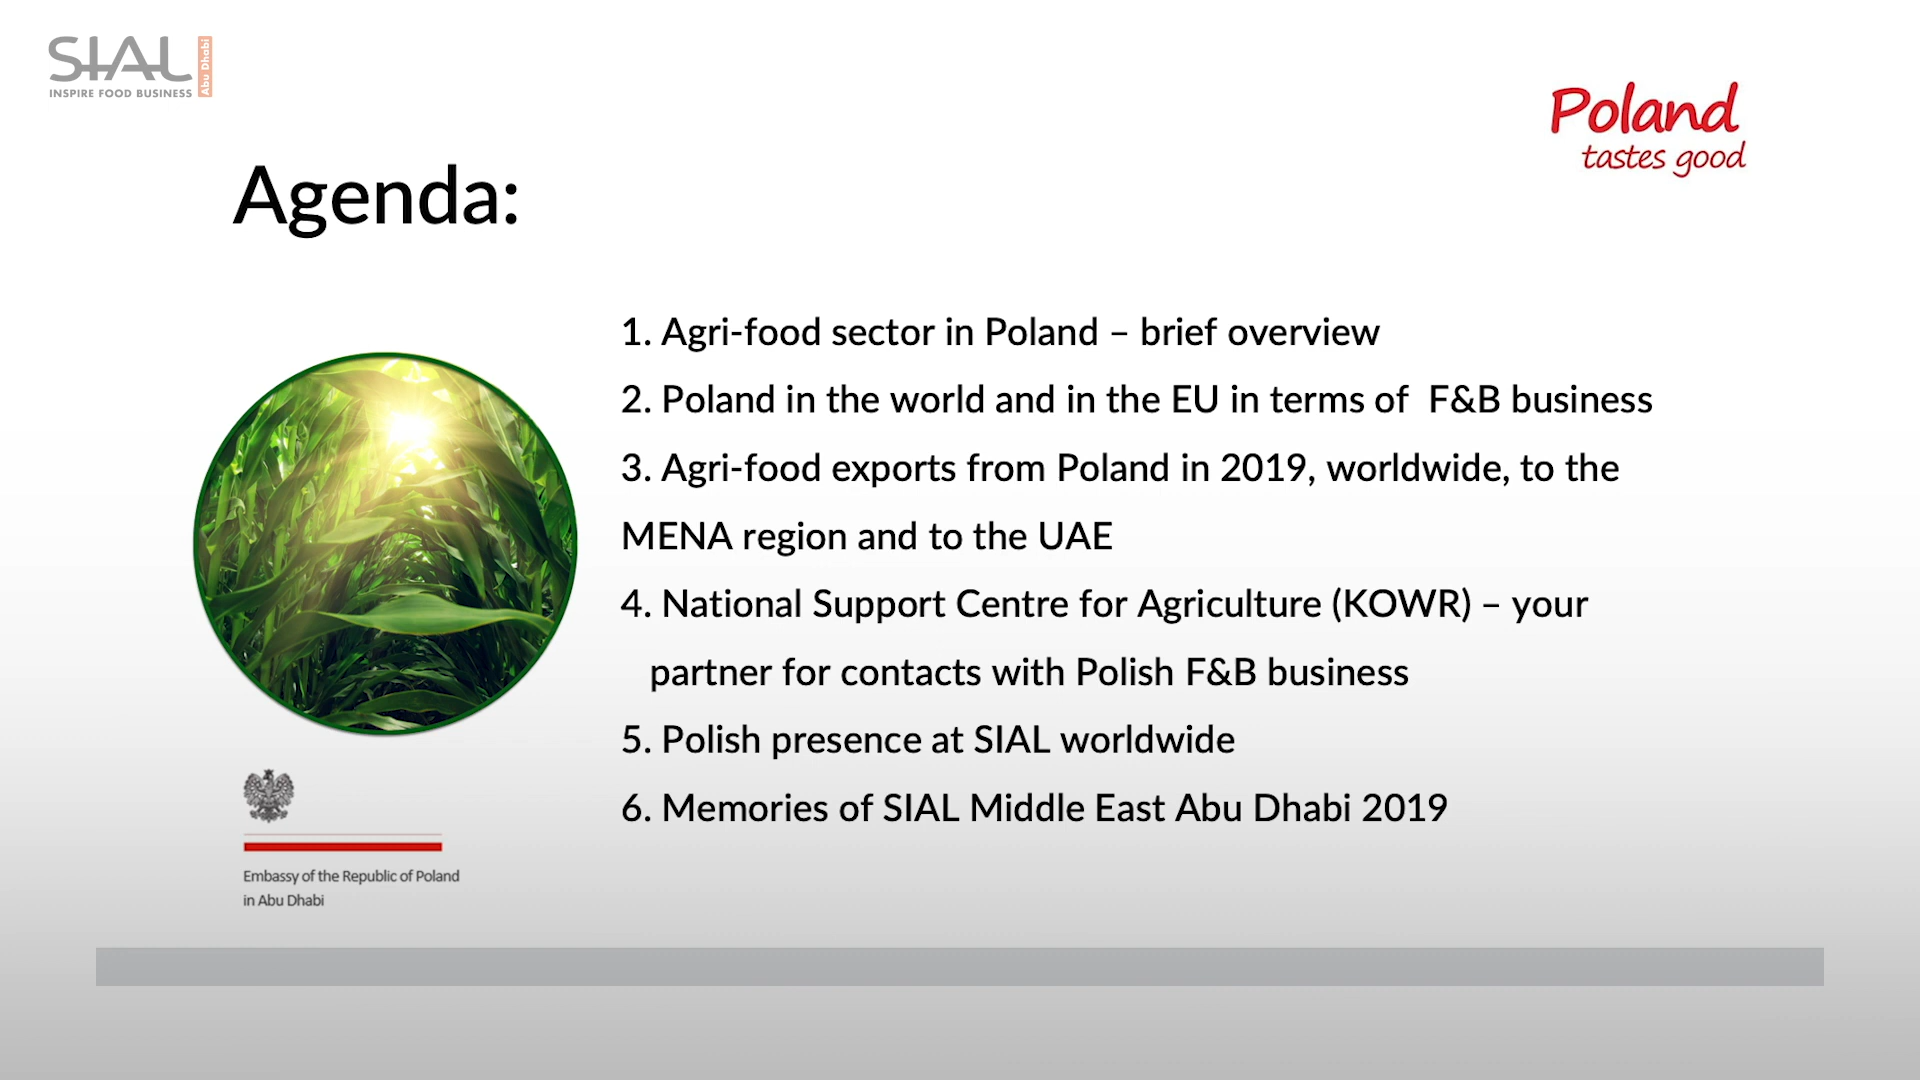 SIAL
Abu Dhabi
INSPIRE FOOD BUSINESS
Poland
tastes good
Agenda:
1. Agri-food sector in Poland – brief overview
2. Poland in the world and in the EU in terms of  F&B business
3. Agri-food exports from Poland in 2019, worldwide, to the
MENA region and to the UAE
4. National Support Centre for Agriculture (KOWR) – your
partner for contacts with Polish F&B business
5. Polish presence at SIAL worldwide
6. Memories of SIAL Middle East Abu Dhabi 2019
Embassy of the Republic of Poland
in Abu Dhabi